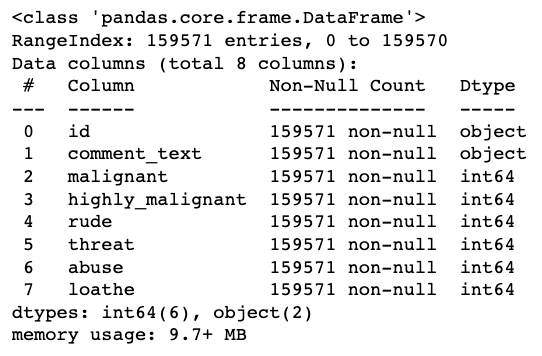 <class 'pandas.core.frame.DataFrame'>
RangeIndex: 159571 entries, 0 to 159570
Data columns (total 8 columns):
 #   Column            Non-Null Count   Dtype
---  ------            --------------   -----
 0   id                159571 non-null  object
 1   comment_text      159571 non-null  object
 2   malignant         159571 non-null  int64
 3   highly_malignant  159571 non-null  int64
 4   rude              159571 non-null  int64
 5   threat            159571 non-null  int64
 6   abuse             159571 non-null  int64
 7   loathe            159571 non-null  int64
dtypes: int64(6), object(2)
memory usage: 9.7+ MB